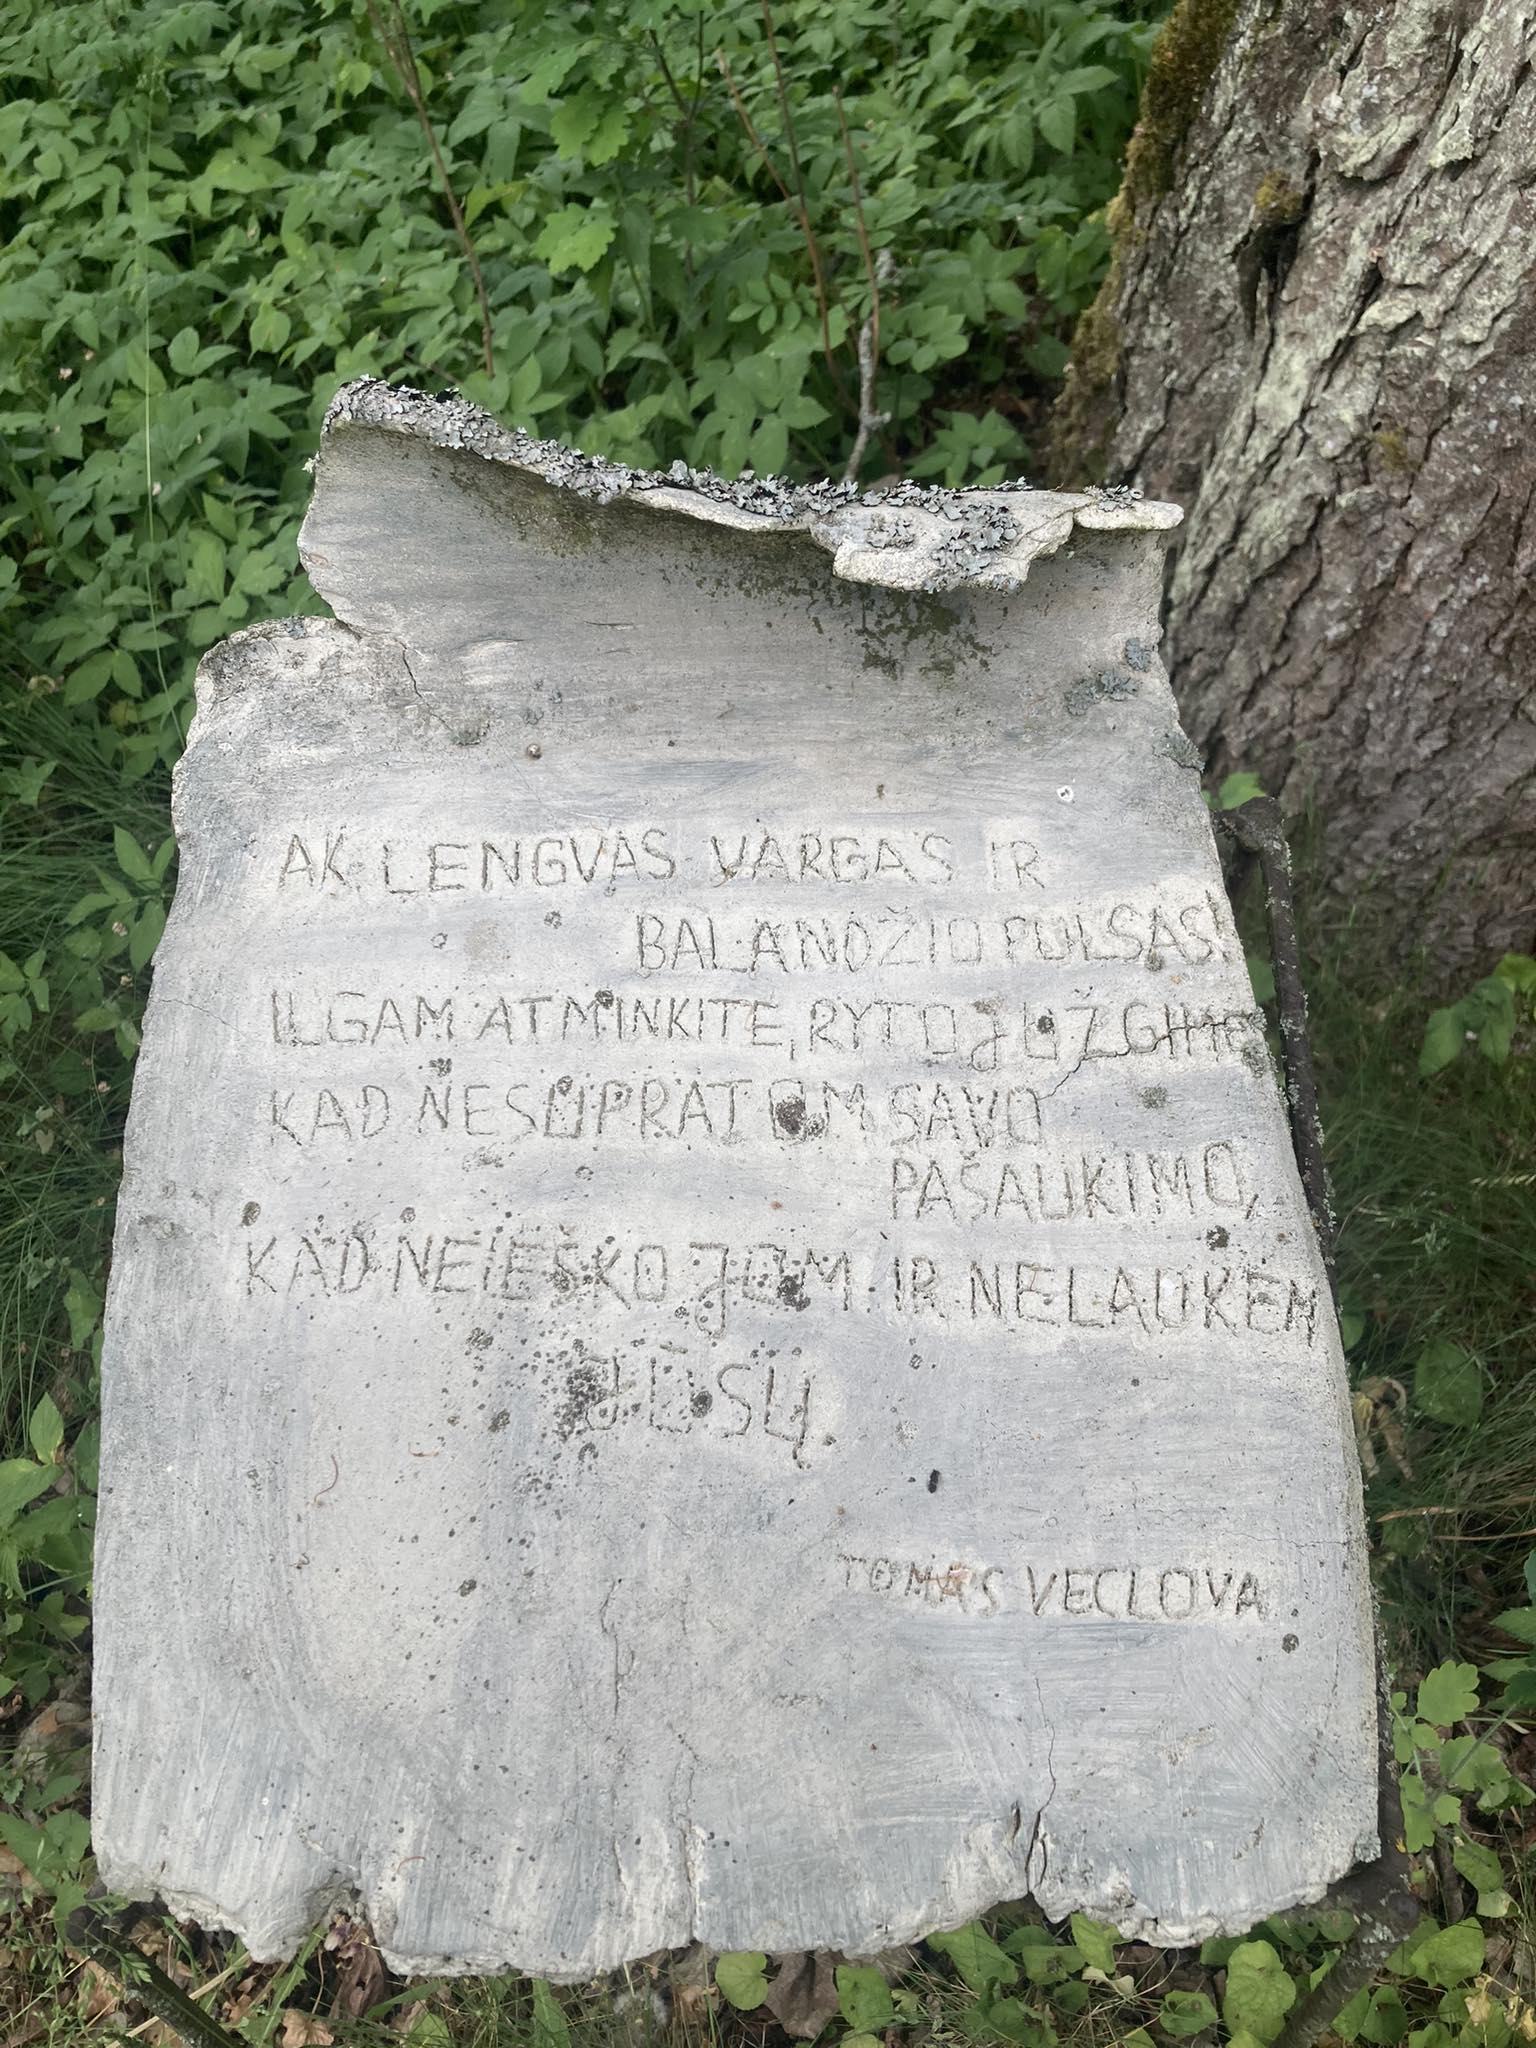 AK, LENGVAS VARGAS IR
BALANDŽIO PULSAS!
ILGAM ATMINKITE, RYTOJ UŽGIMĘ
KAD NESUPRATOM SAVO
PAŠAUKIMO,
KAD NEIEŠKOJOM IR NELAUKĖM
JŪSŲ.
TOMAS VECLOVA